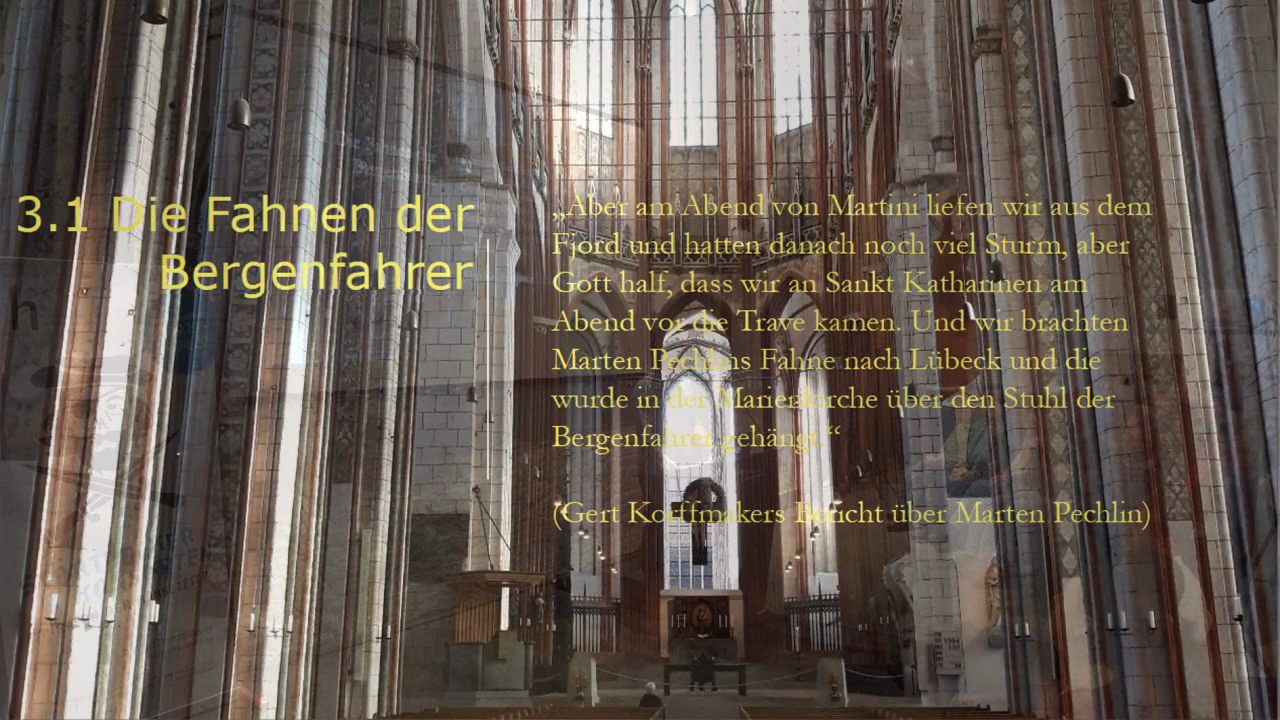 3.1 Die Fahnen der
Bergenfahrer
„Aber am Abend von Martini liefen wir aus dem
Fjord und hatten danach noch viel Sturm, aber
Gott half, dass wir an Sankt Katharinen am
Abend vor die Trave kamen. Und wir brachten
Marten Pechlins Fahne nach Lübeck und die
wurde in der Marienkirche über den Stuhl der
Bergenfahrer gehängt.“
(Gert Korffmakers Bericht über Marten Pechlin)